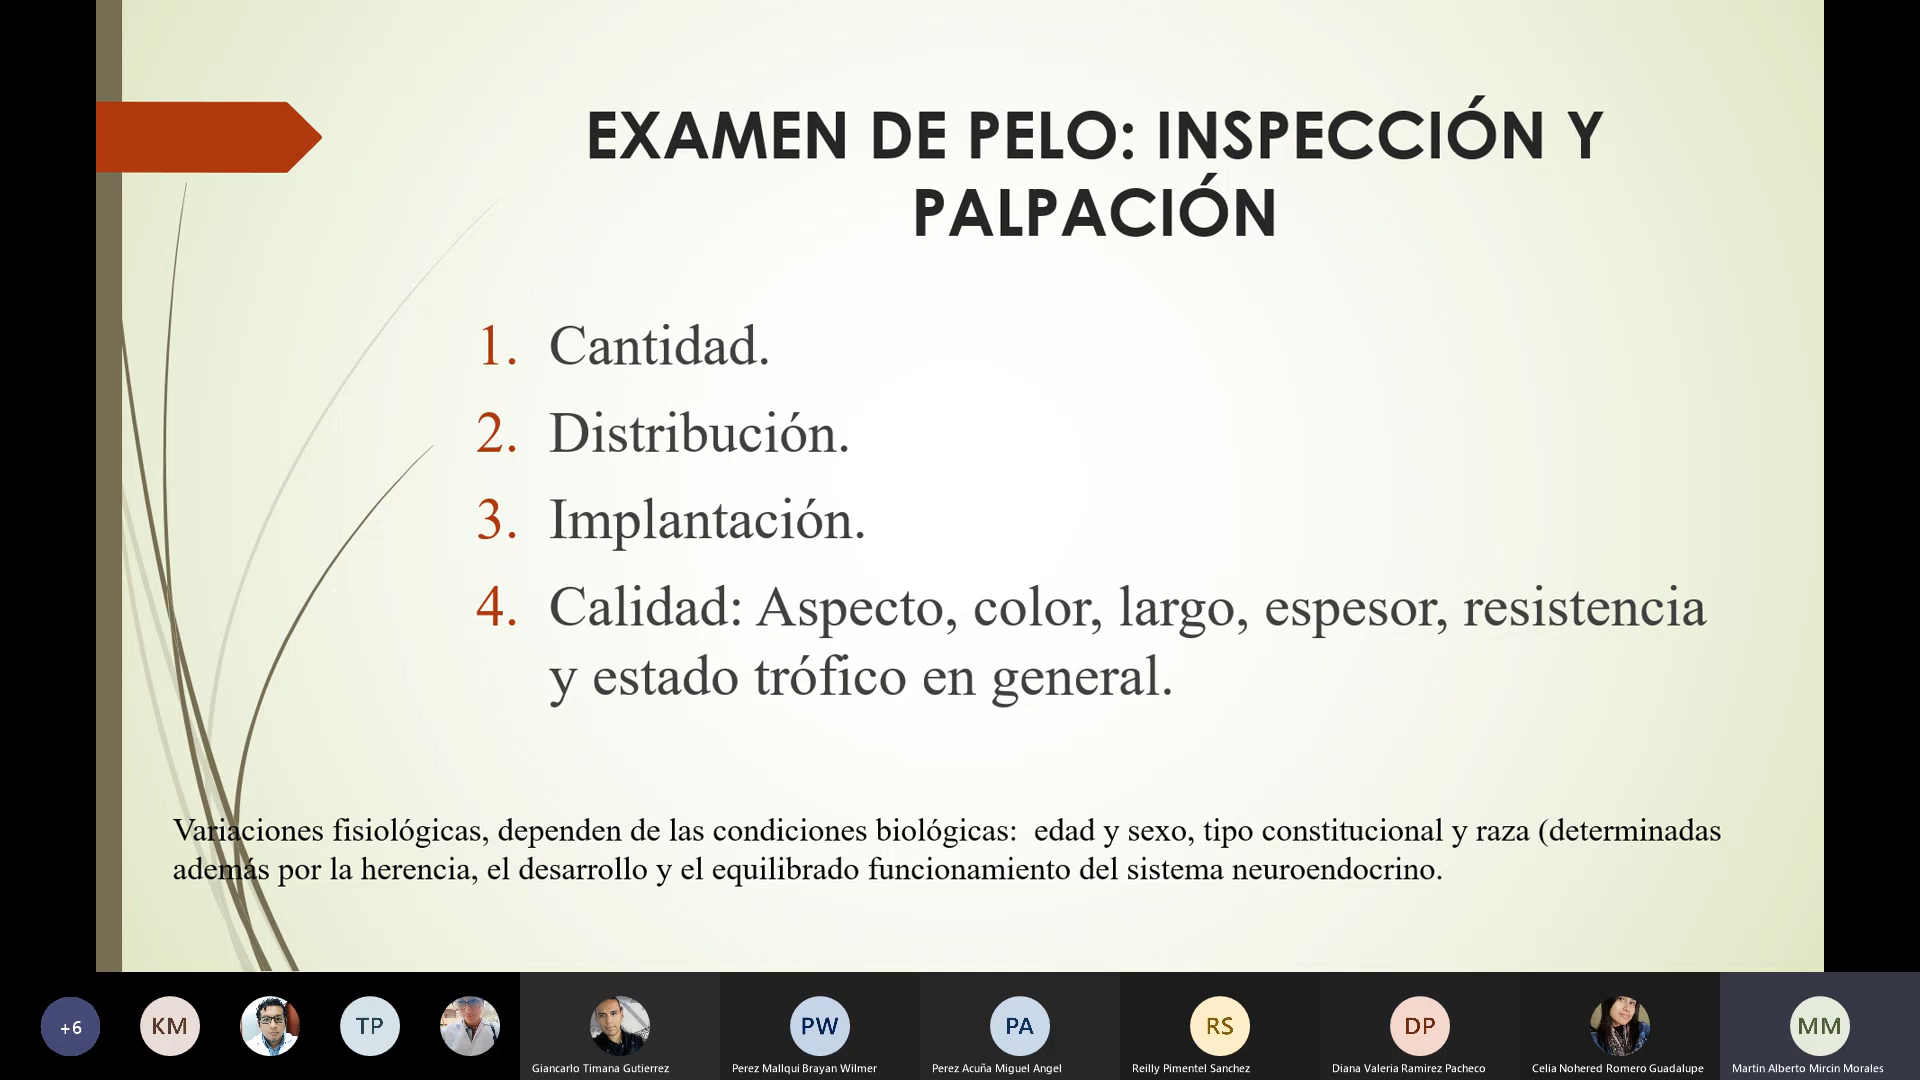 EXAMEN DE PELO: INSPECCIÓN Y
PALPACIÓN
1. Cantidad.
2. Distribución.
3. Implantación.
4. Calidad: Aspecto, color, largo, espesor, resistencia
y estado trófico en general.
Variaciones fisiológicas, dependen de las condiciones biológicas:  edad y sexo, tipo constitucional y raza (determinadas
además por la herencia, el desarrollo y el equilibrado funcionamiento del sistema neuroendocrino.
+6
KM
TP
PW
PA
RS
DP
MM
Giancarlo Timana Gutierrez
Perez Mallqui Brayan Wilmer
Perez Acuña Miguel Angel
Reilly Pimentel Sanchez
Diana Valeria Ramirez Pacheco
Celia Nohered Romero Guadalupe
Martin Alberto Mircin Morales